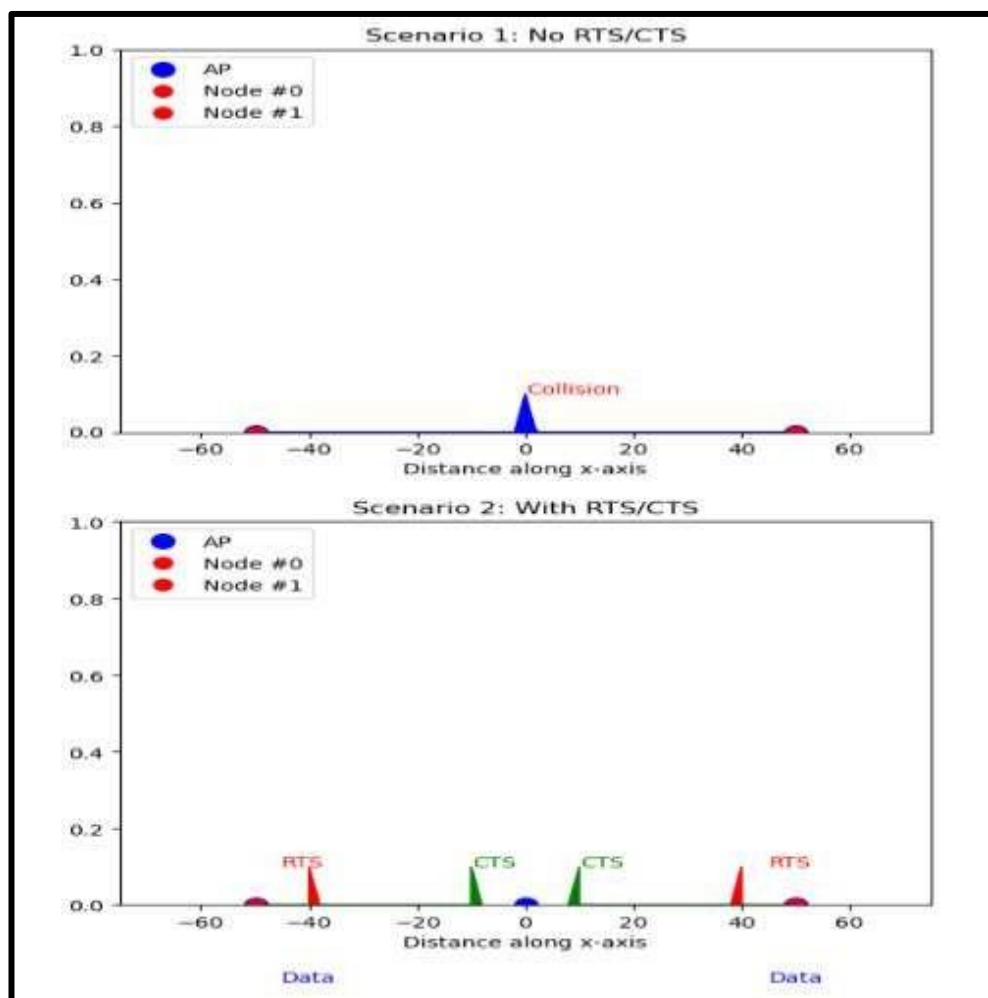 Scenario 1: No RTS/CTS
1.0
AP
Node #0
Node #1
0.8
0.6
0.4
0.2
Collision
0.0
−60 −40 −20 0 20 40 60
Distance along x-axis
Scenario 2: With RTS/CTS
1.0
AP
Node #0
Node #1
0.8
0.6
0.4
0.2
RTS CTS CTS RTS
0.0
−60 −40 −20 0 20 40 60
Distance along x-axis
Data Data